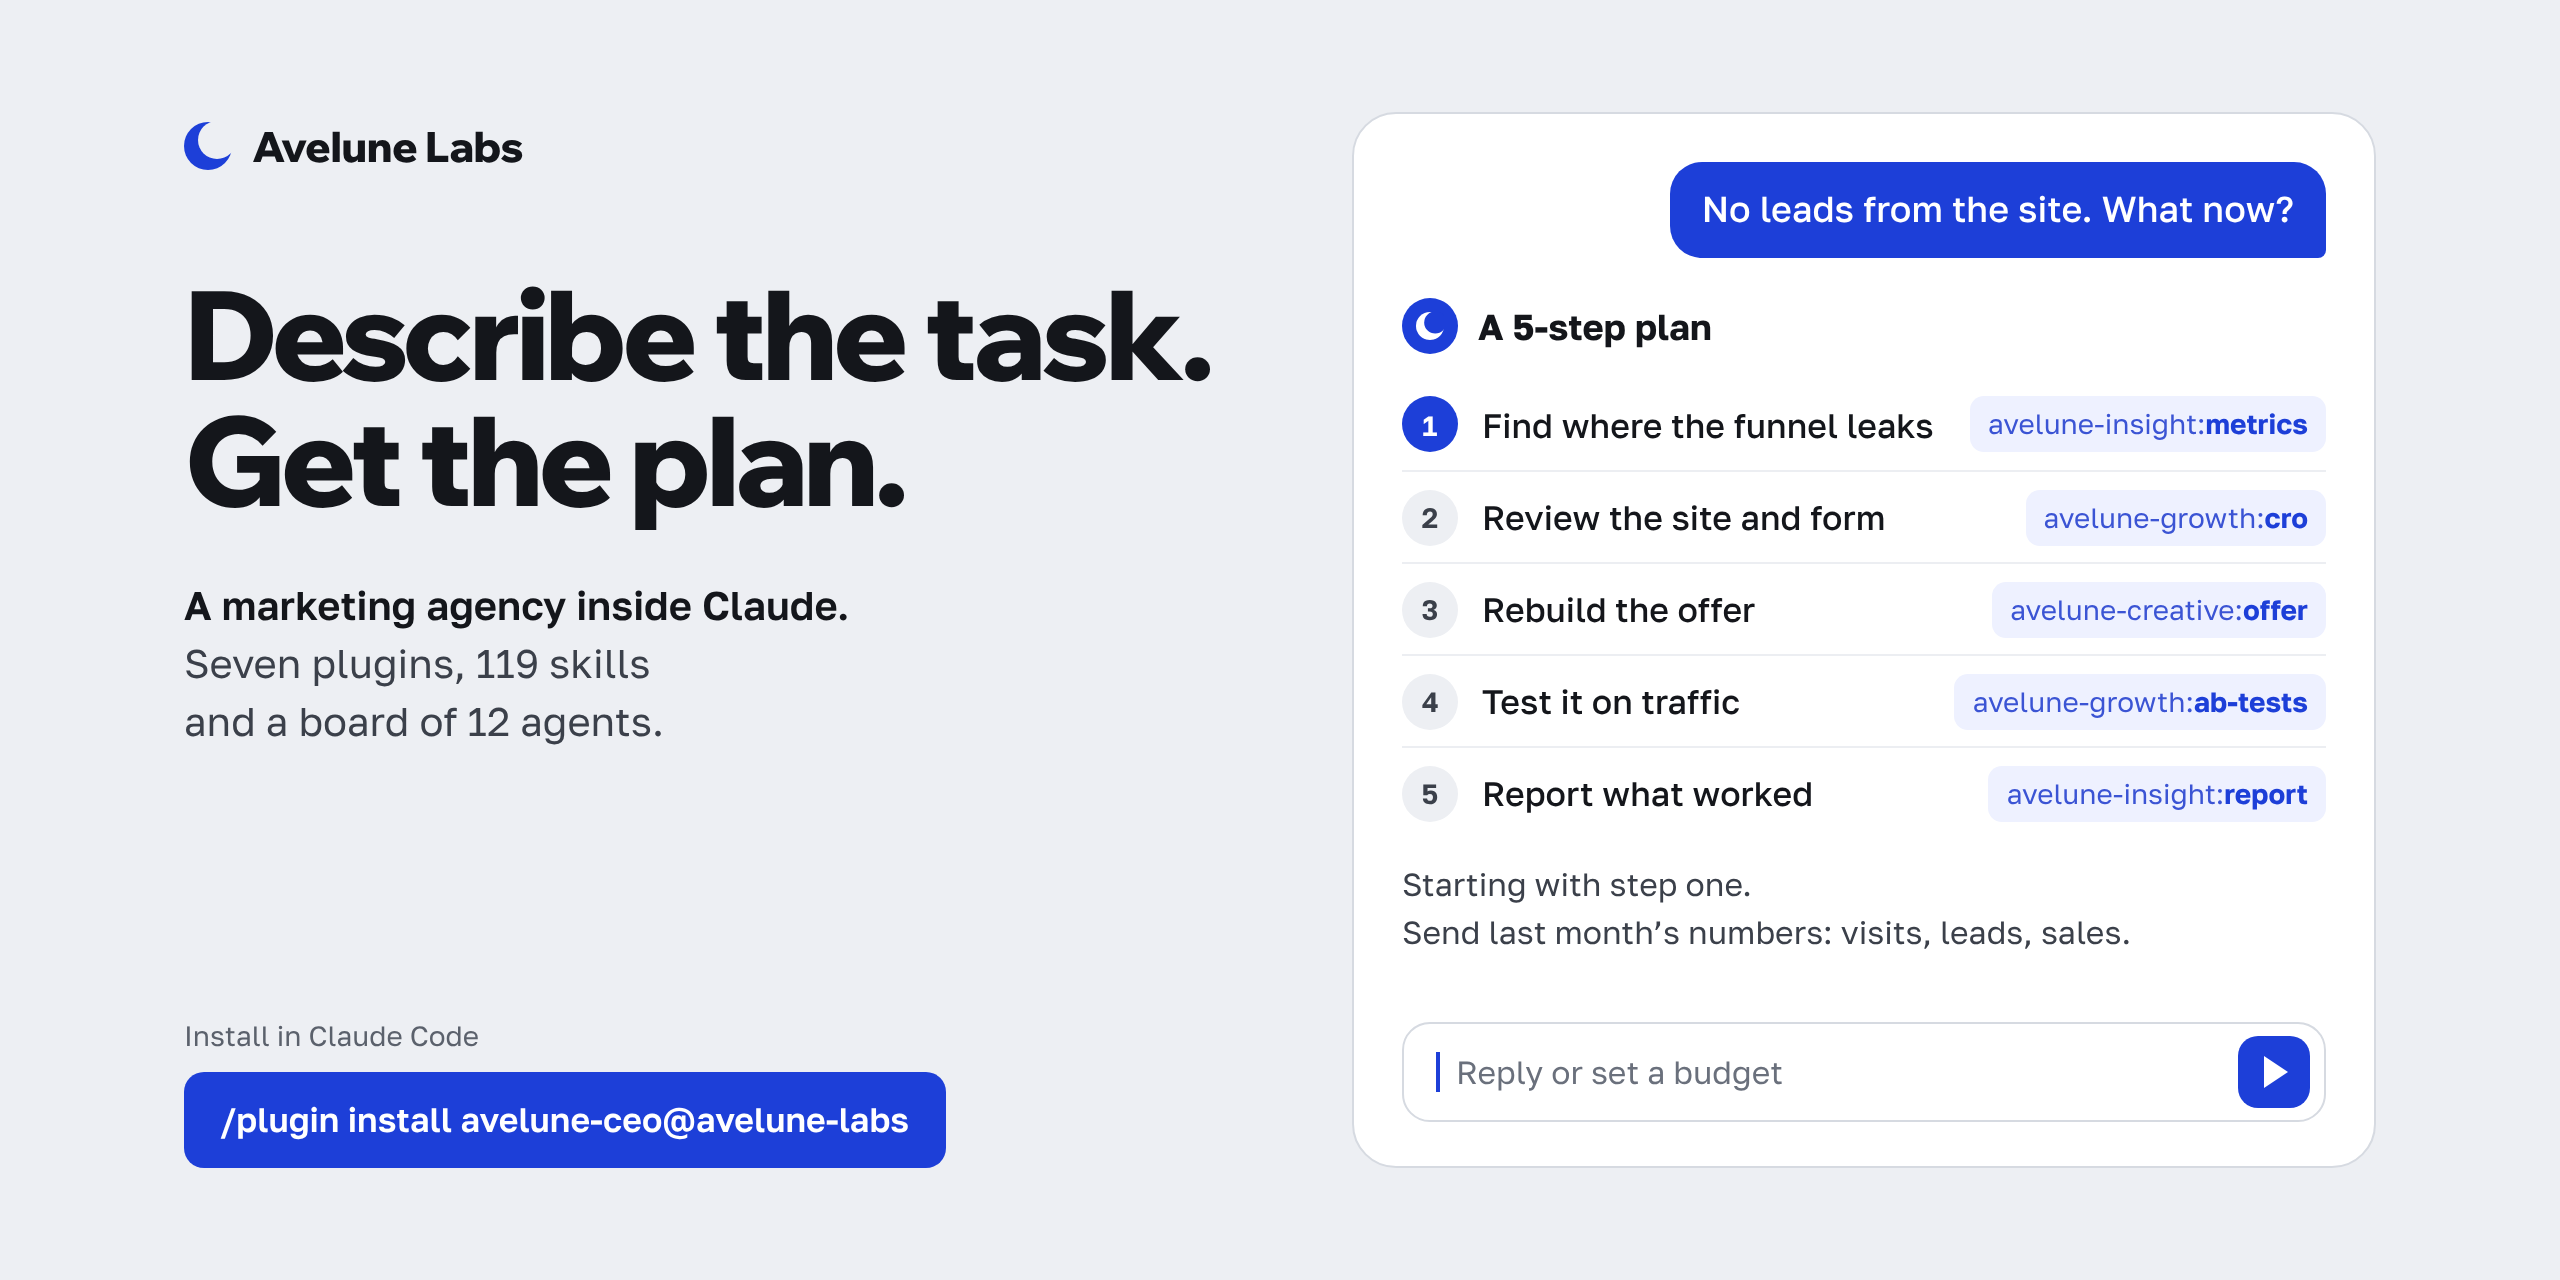 Avelune Labs
Describe the task.
Get the plan.
A marketing agency inside Claude.
Seven plugins, 119 skills
and a board of 12 agents.
Install in Claude Code
/plugin install avelune-ceo@avelune-labs
No leads from the site. What now?
A 5-step plan
1 Find where the funnel leaks avelune-insight:metrics
2 Review the site and form avelune-growth:cro
3 Rebuild the offer avelune-creative:offer
4 Test it on traffic avelune-growth:ab-tests
5 Report what worked avelune-insight:report
Starting with step one.
Send last month’s numbers: visits, leads, sales.
Reply or set a budget